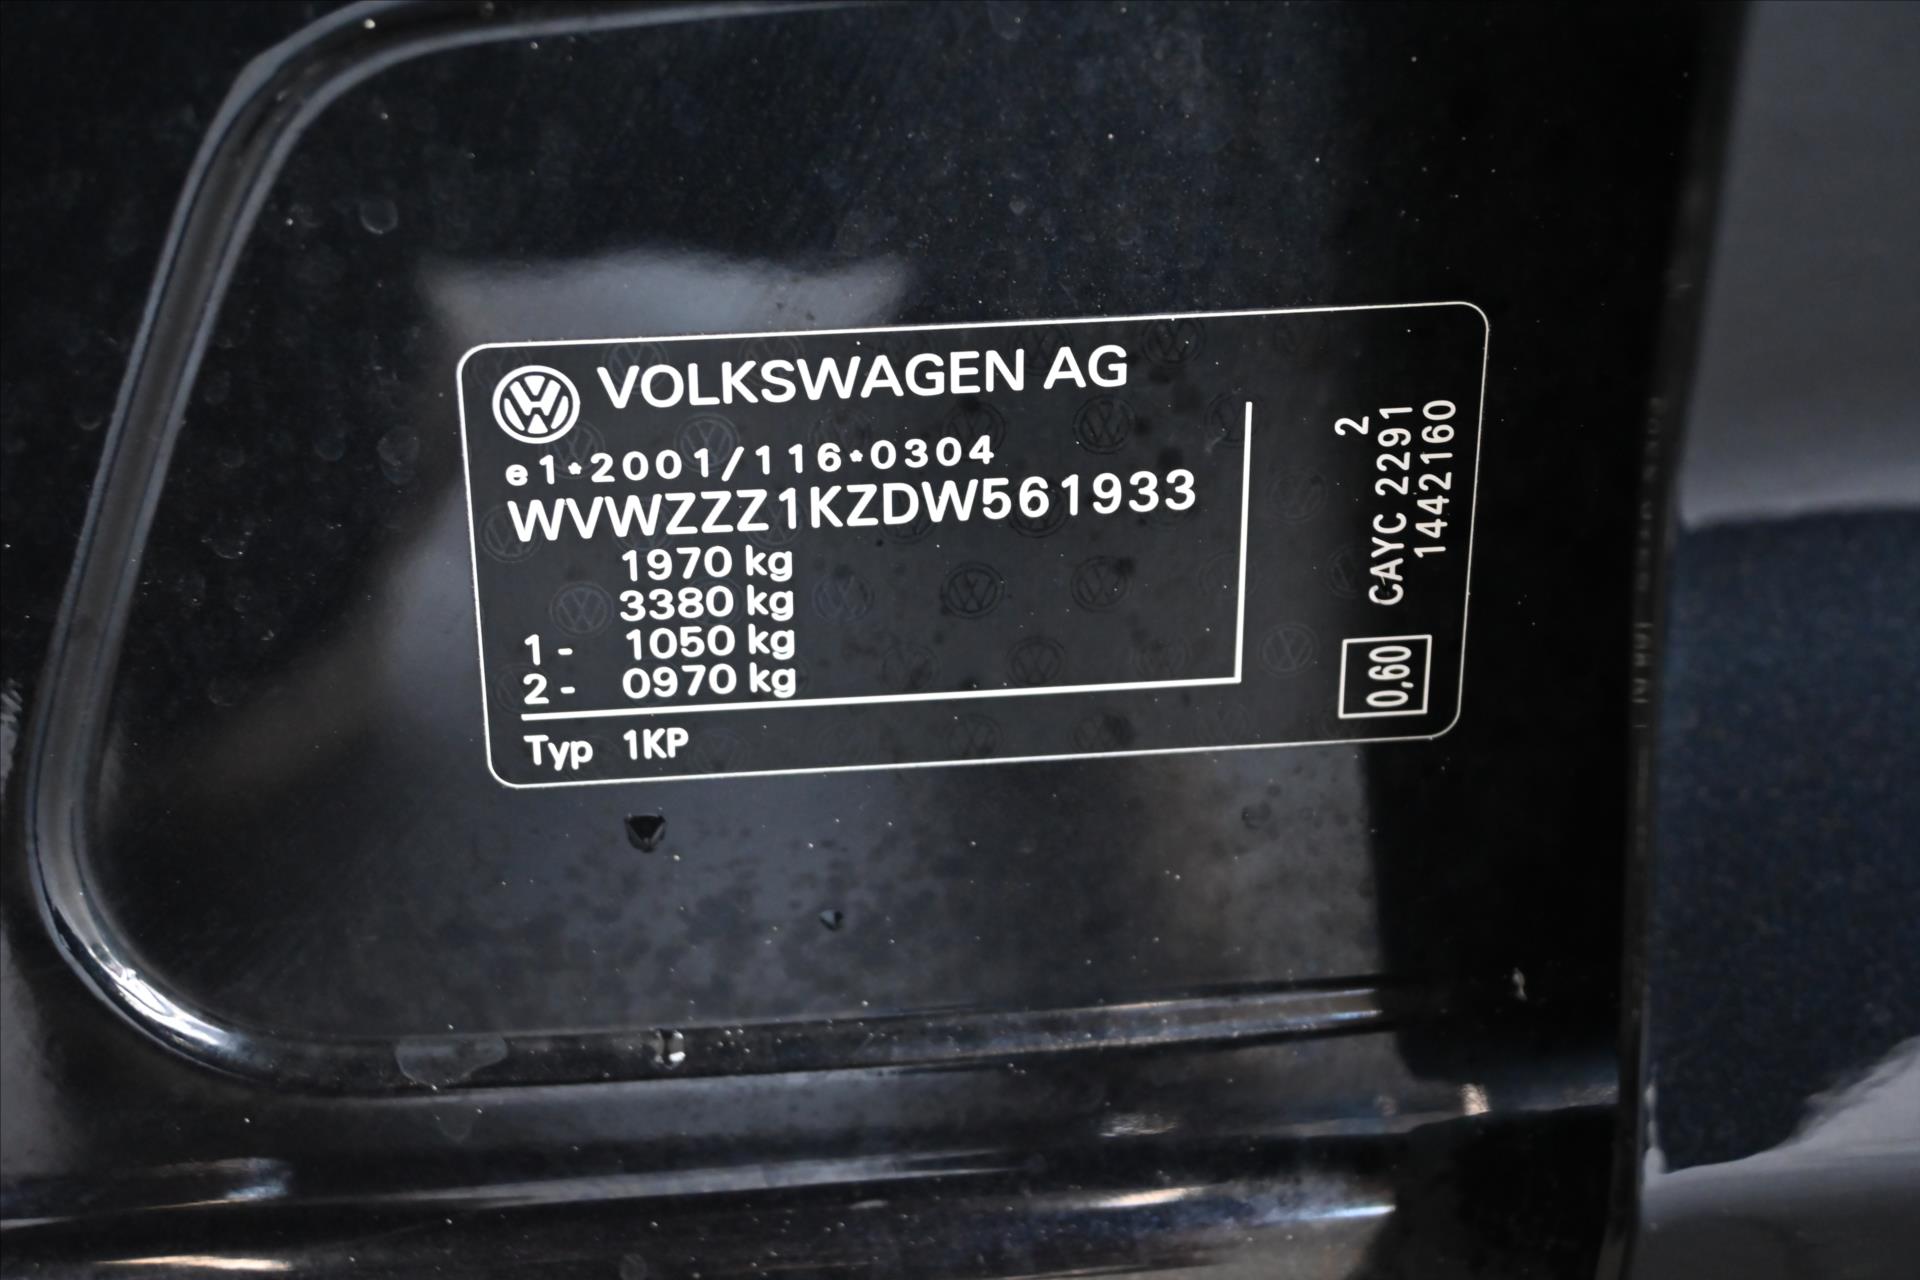 VOLKSWAGEN AG
e1*2001/116*0304
WVWZZZ1KZDW561933
1970 kg
3380 kg
1- 1050 kg
2- 0970 kg
Typ 1KP
2
CAYC 2291
1442160
0,60